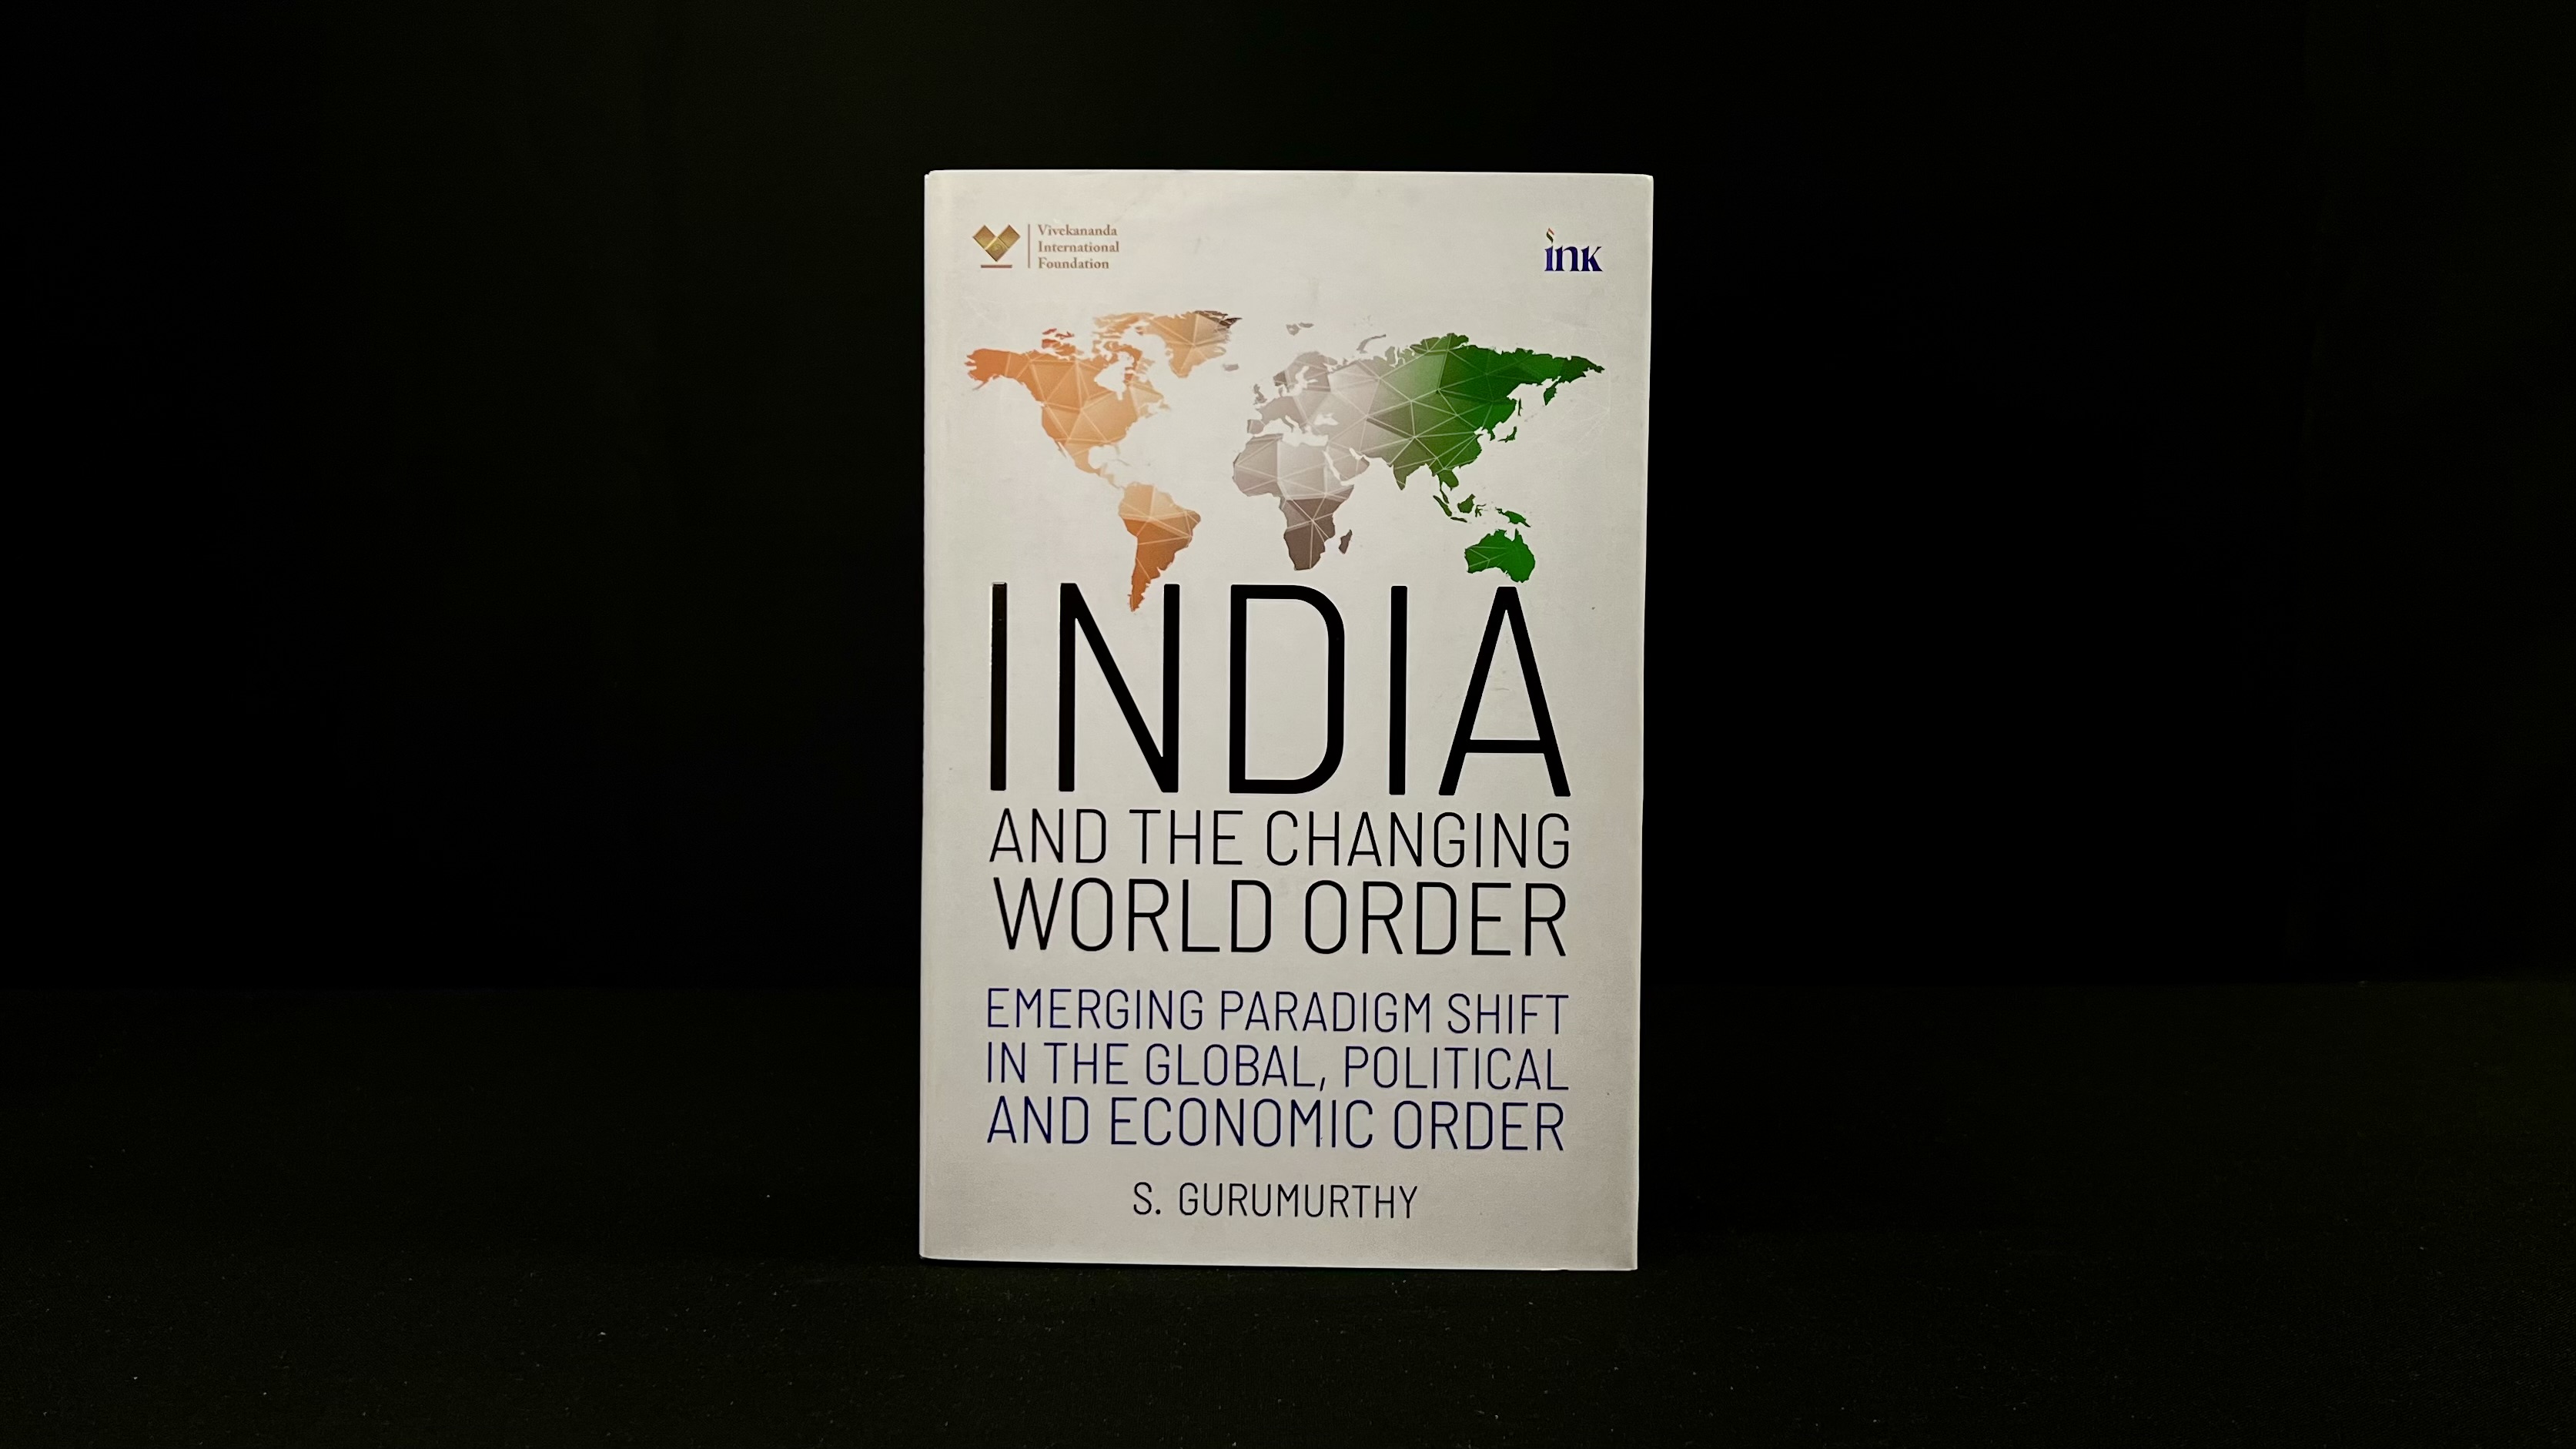 Vivekananda
International
Foundation
ink
INDIA
AND THE CHANGING
WORLD ORDER
EMERGING PARADIGM SHIFT
IN THE GLOBAL, POLITICAL
AND ECONOMIC ORDER
S. GURUMURTHY